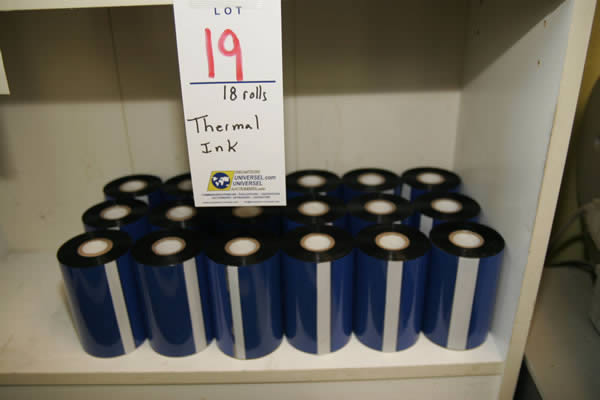 LOT
19
18 rolls
Thermal
Ink
UNIVERSEL.com
UNIVERSEL